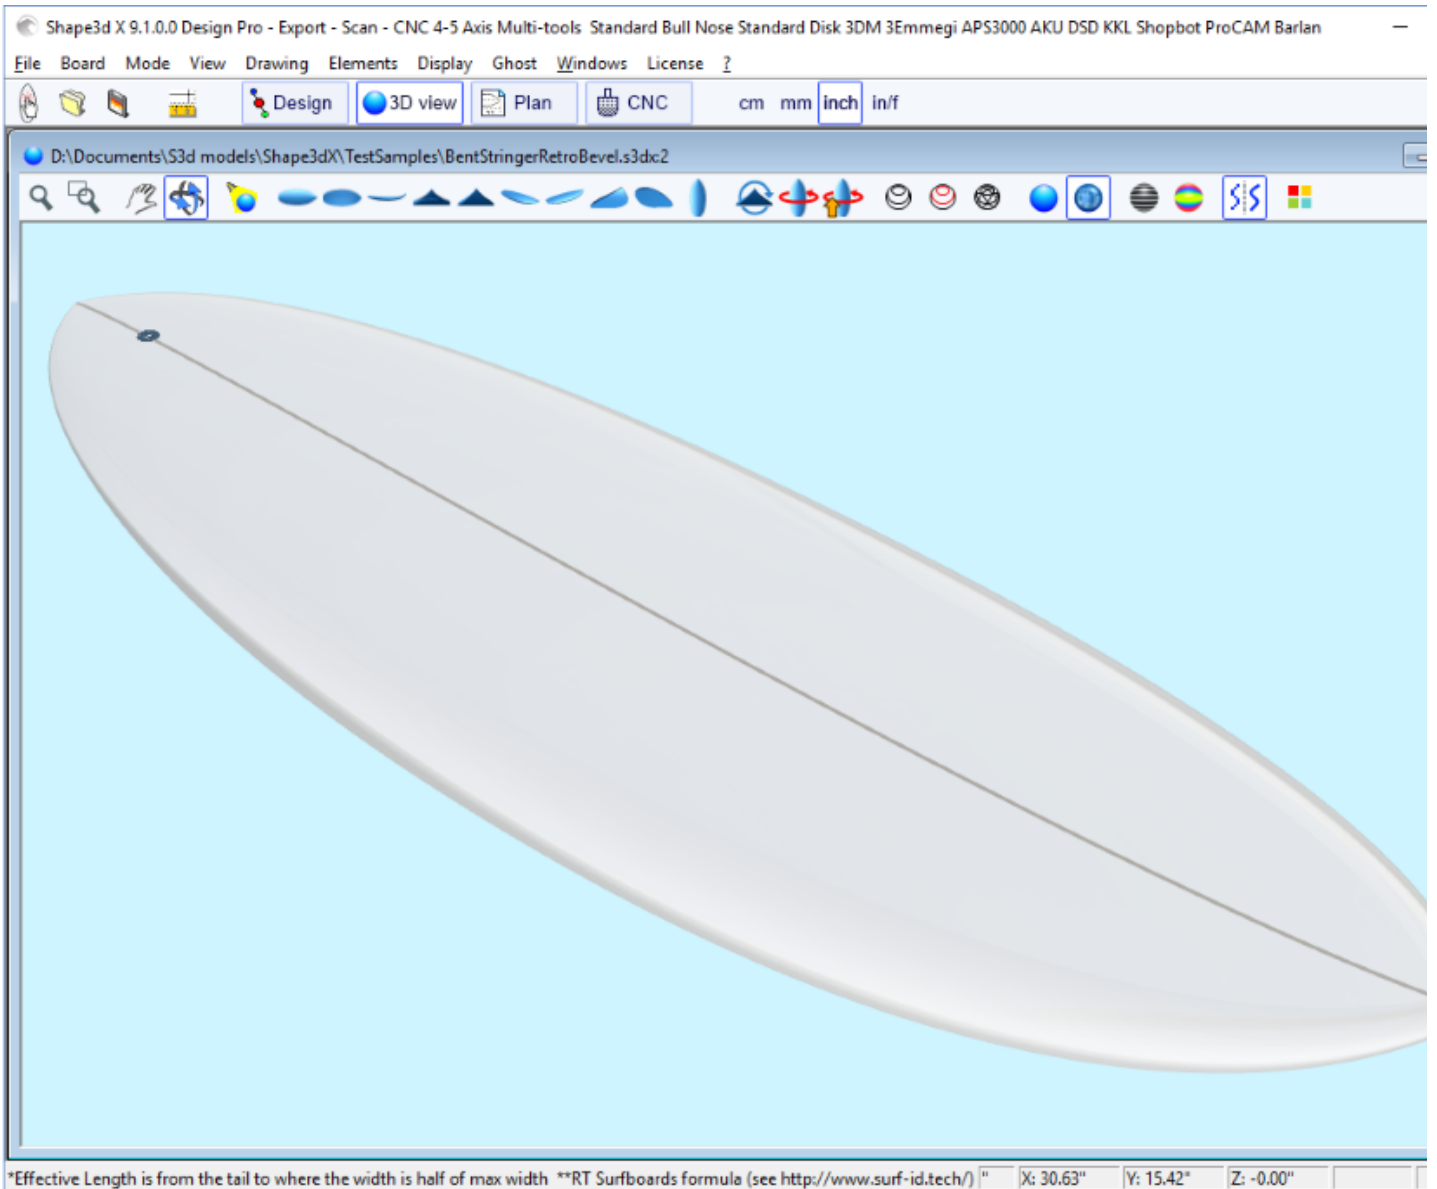 Shape3d X 9.1.0.0 Design Pro - Export - Scan - CNC 4-5 Axis Multi-tools  Standard Bull Nose Standard Disk 3DM 3Emmegi APS3000 AKU DSD KKL Shopbot ProCAM Barlan
File Board Mode View Drawing Elements Display Ghost Windows License ?
Design 3D view Plan CNC cm mm inch in/f
D:\Documents\S3d models\Shape3dX\TestSamples\BentStringerRetroBevel.s3dx:2
*Effective Length is from the tail to where the width is half of max width  **RT Surfboards formula (see http://www.surf-id.tech/) " X: 30.63" Y: 15.42" Z: -0.00"